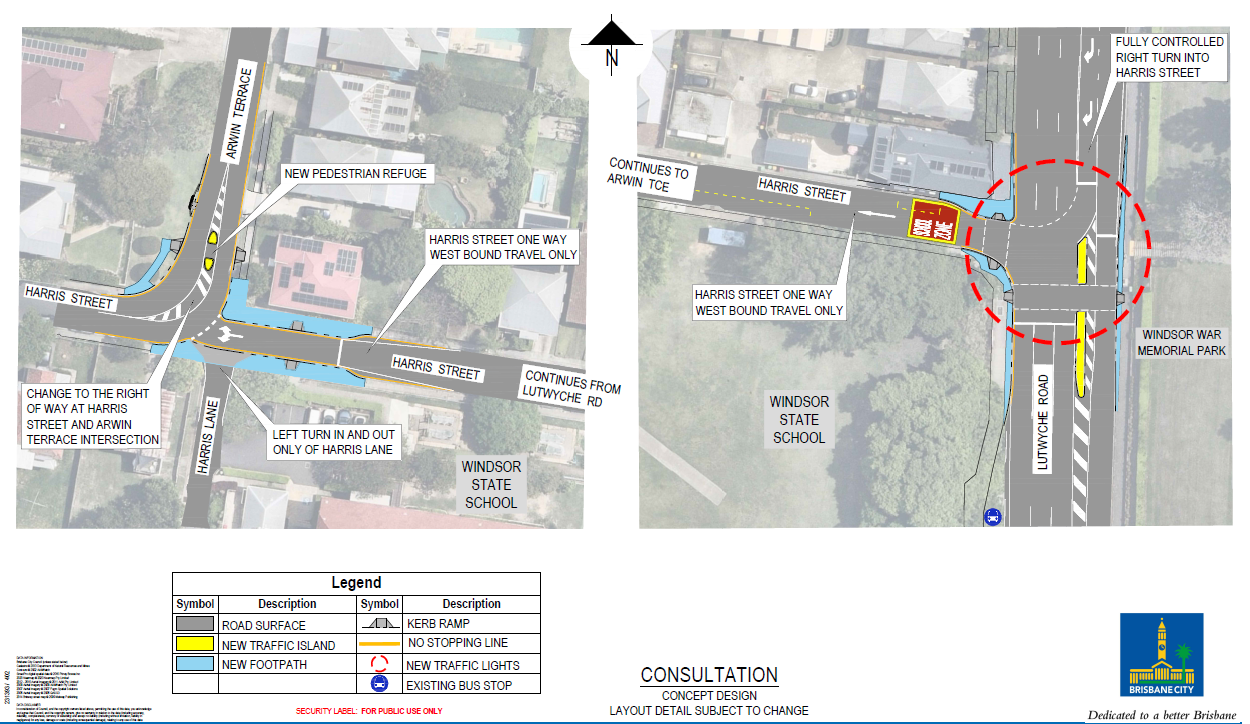 N
ARWIN TERRACE
NEW PEDESTRIAN REFUGE
HARRIS STREET ONE WAY
WEST BOUND TRAVEL ONLY
HARRIS STREET
HARRIS STREET
CONTINUES FROM
LUTWYCHE RD
CHANGE TO THE RIGHT
OF WAY AT HARRIS
STREET AND ARWIN
TERRACE INTERSECTION
HARRIS LANE
LEFT TURN IN AND OUT
ONLY OF HARRIS LANE
WINDSOR
STATE
SCHOOL
FULLY CONTROLLED
RIGHT TURN INTO
HARRIS STREET
CONTINUES TO
ARWIN TCE
HARRIS STREET
HARRIS STREET ONE WAY
WEST BOUND TRAVEL ONLY
WINDSOR WAR
MEMORIAL PARK
WINDSOR
STATE
SCHOOL
LUTWYCHE ROAD
Legend
Symbol Description Symbol Description
ROAD SURFACE KERB RAMP
NEW TRAFFIC ISLAND NO STOPPING LINE
NEW FOOTPATH NEW TRAFFIC LIGHTS
EXISTING BUS STOP
SECURITY LABEL: FOR PUBLIC USE ONLY
CONSULTATION
CONCEPT DESIGN
LAYOUT DETAIL SUBJECT TO CHANGE
BRISBANE CITY
Dedicated to a better Brisbane